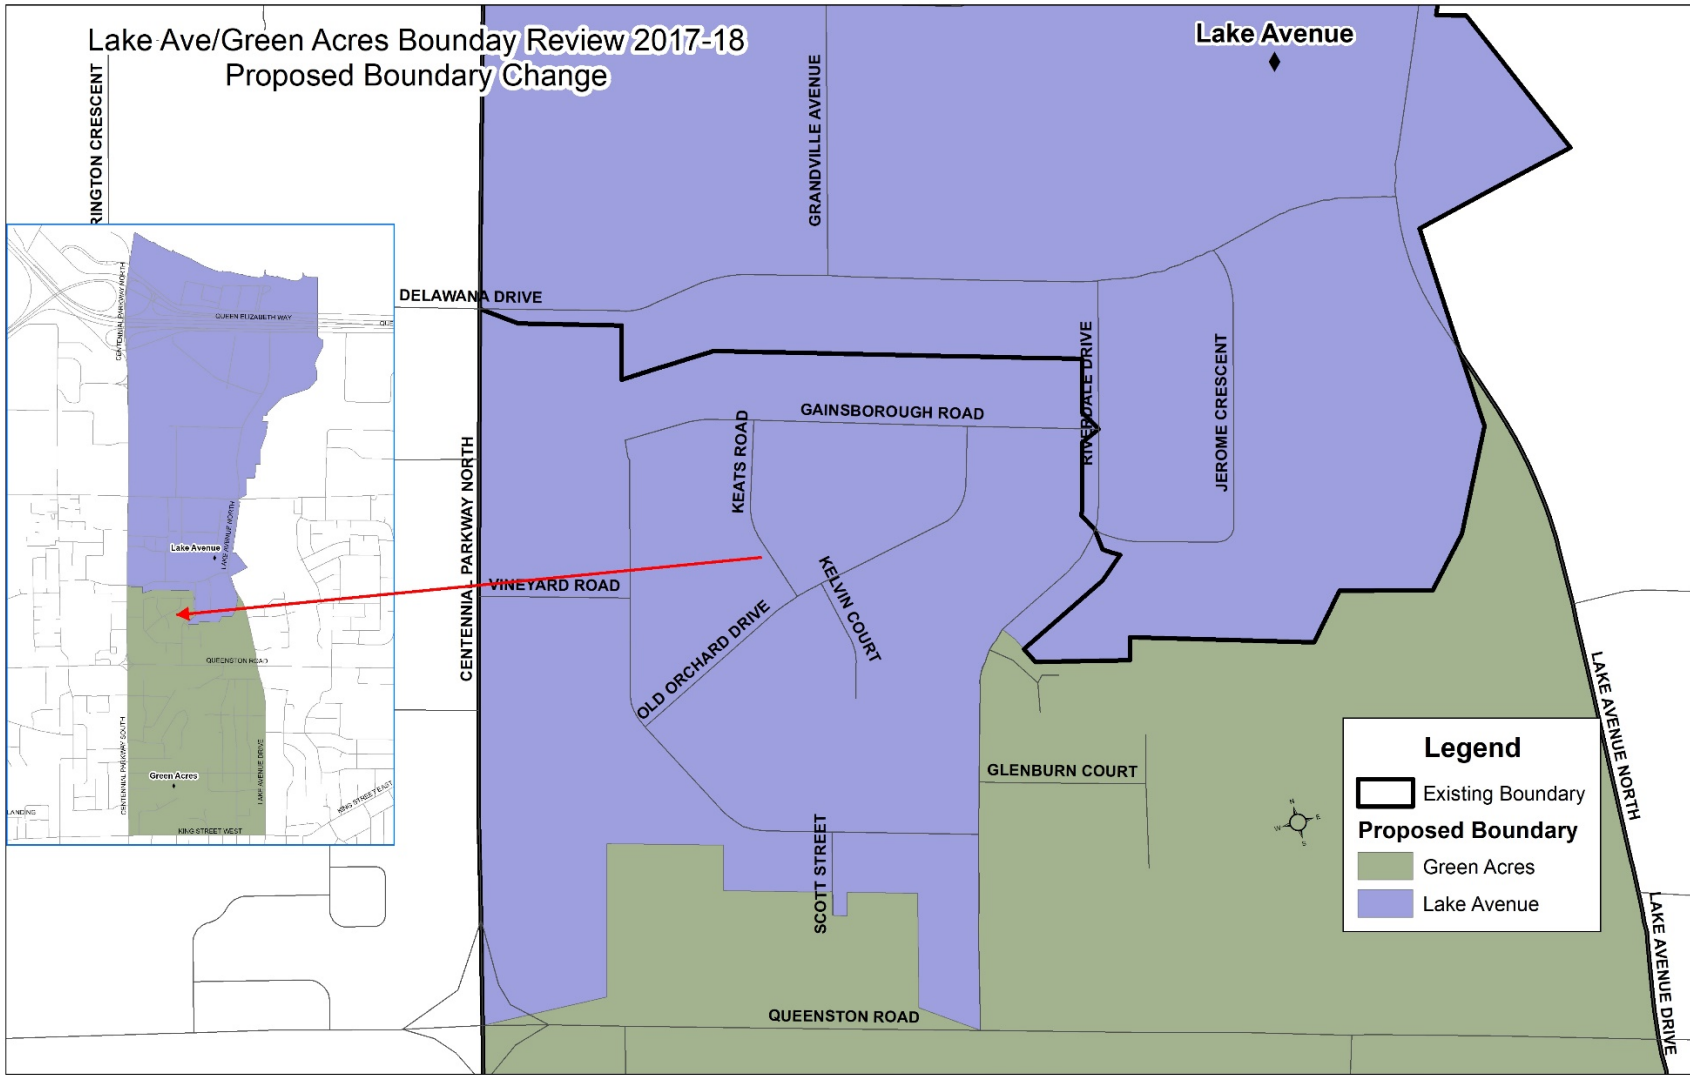 Lake Ave/Green Acres Bounday Review 2017-18
Proposed Boundary Change
Lake Avenue
RINGTON CRESCENT
GRANDVILLE AVENUE
DELAWANA DRIVE
RIVERDALE DRIVE
JEROME CRESCENT
GAINSBOROUGH ROAD
KEATS ROAD
CENTENNIAL PARKWAY NORTH
VINEYARD ROAD
KELVIN COURT
OLD ORCHARD DRIVE
GLENBURN COURT
SCOTT STREET
QUEENSTON ROAD
LAKE AVENUE NORTH
LAKE AVENUE DRIVE
Legend
Existing Boundary
Proposed Boundary
Green Acres
Lake Avenue
N
E
S
W
CENTENNIAL PARKWAY NORTH
QUEEN ELIZABETH WAY
QUE
LAKE AVENUE NORTH
Lake Avenue
QUEENSTON ROAD
CENTENNIAL PARKWAY SOUTH
Green Acres
LAKE AVENUE DRIVE
KING STREET EAST
LANDING
KING STREET WEST